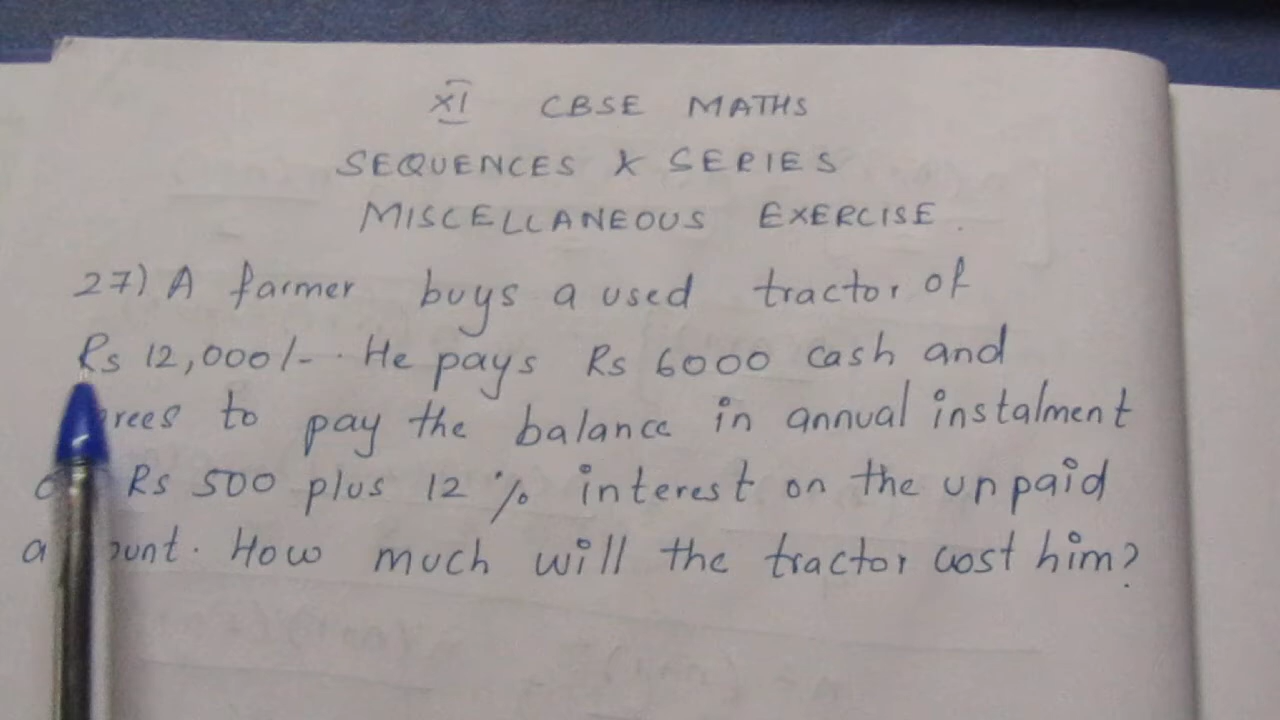 XI CBSE MATHS
SEQUENCES & SERIES
MISCELLANEOUS EXERCISE.
27) A farmer buys a used tractor of
Rs 12,000/-. He pays Rs 6000 cash and
rees to pay the balance in annual instalment
Rs 500 plus 12% interest on the unpaid
a ount. How much will the tractor cost him?